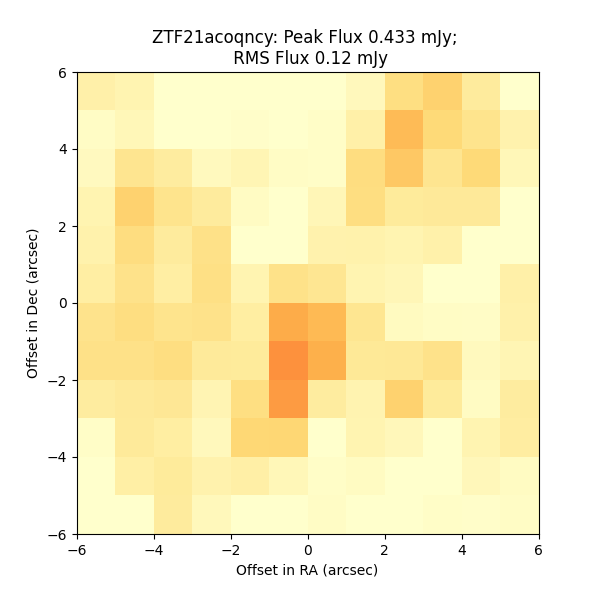 ZTF21acoqncy: Peak Flux 0.433 mJy;
RMS Flux 0.12 mJy
6
4
2
0
−2
−4
−6
Offset in Dec (arcsec)
−6 −4 −2 0 2 4 6
Offset in RA (arcsec)